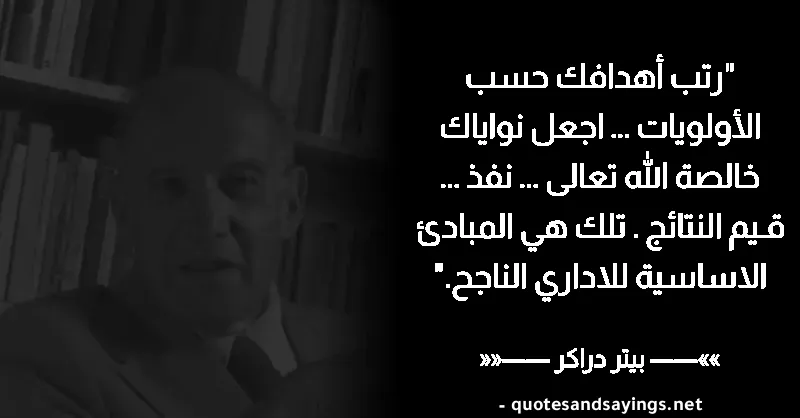 "رتب أهدافك حسب
الأولويات ... اجعل نواياك
خالصة الله تعالى ... نفذ ...
قيم النتائج . تلك هي المبادئ
الاساسية للاداري الناجح."
»»—— بيتر دراكر ——««
- quotesandsayings.net